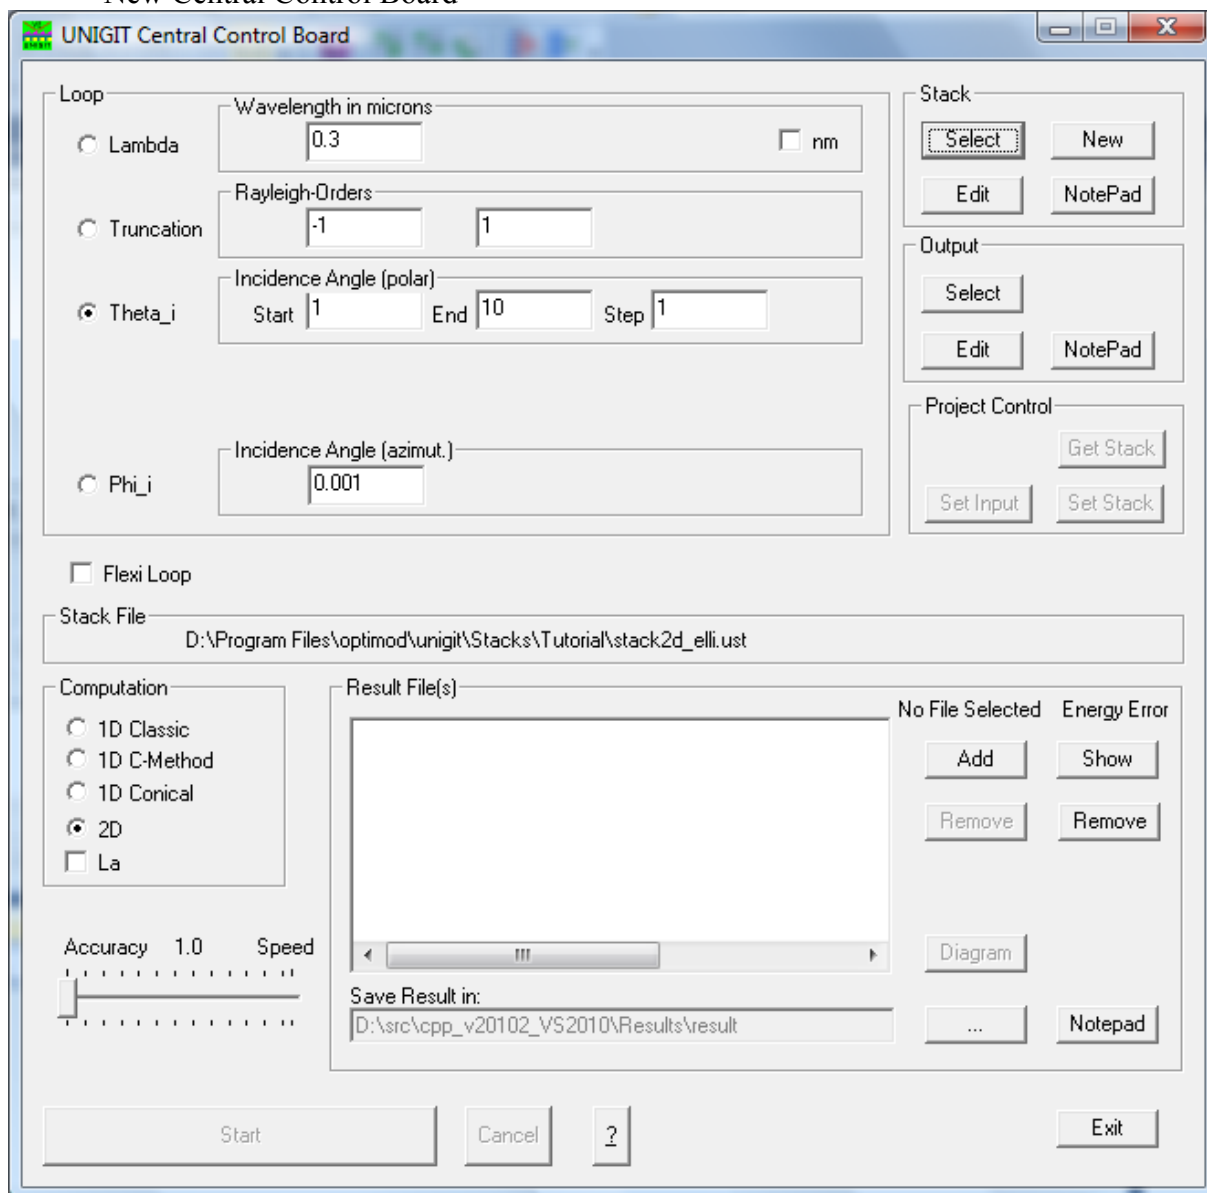 New Central Control Board
UNIGIT Central Control Board
Loop
Wavelength in microns
Lambda
0.3
nm
Rayleigh-Orders
Truncation
-1
1
Incidence Angle (polar)
Theta_i
Start
1
End
10
Step
1
Incidence Angle (azimut.)
Phi_i
0.001
Stack
Select
New
Edit
NotePad
Output
Select
Edit
NotePad
Project Control
Get Stack
Set Input
Set Stack
Flexi Loop
Stack File
D:\Program Files\optimod\unigit\Stacks\Tutorial\stack2d_elli.ust
Computation
1D Classic
1D C-Method
1D Conical
2D
La
Accuracy 1.0 Speed
Result File(s)
No File Selected
Energy Error
Add
Show
Remove
Remove
Diagram
Save Result in:
D:\src\cpp_v20102_VS2010\Results\result
...
Notepad
Start
Cancel
?
Exit